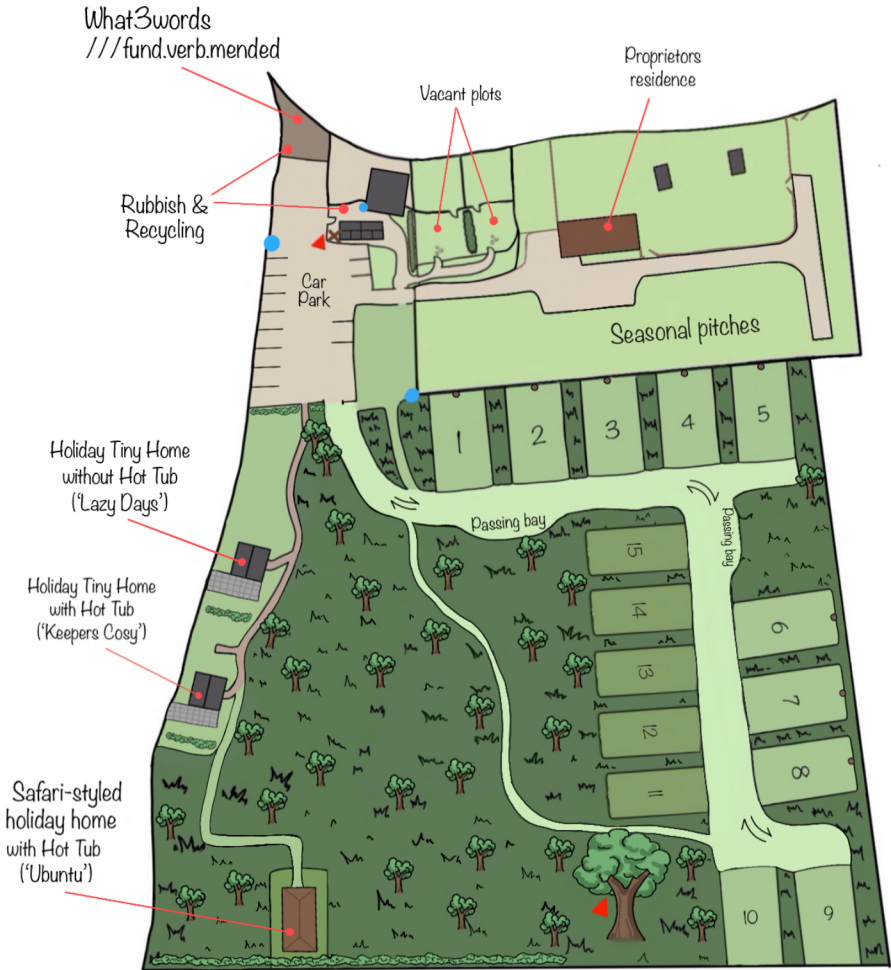 What3words
///fund.verb.mended
Proprietors
residence
Vacant plots
Rubbish &
Recycling
Car
Park
Seasonal pitches
1
2
3
4
5
Holiday Tiny Home
without Hot Tub
('Lazy Days')
Passing bay
Passing bay
15
14
13
12
11
6
7
8
Holiday Tiny Home
with Hot Tub
('Keepers Cosy')
Safari-styled
holiday home
with Hot Tub
('Ubuntu')
10
9